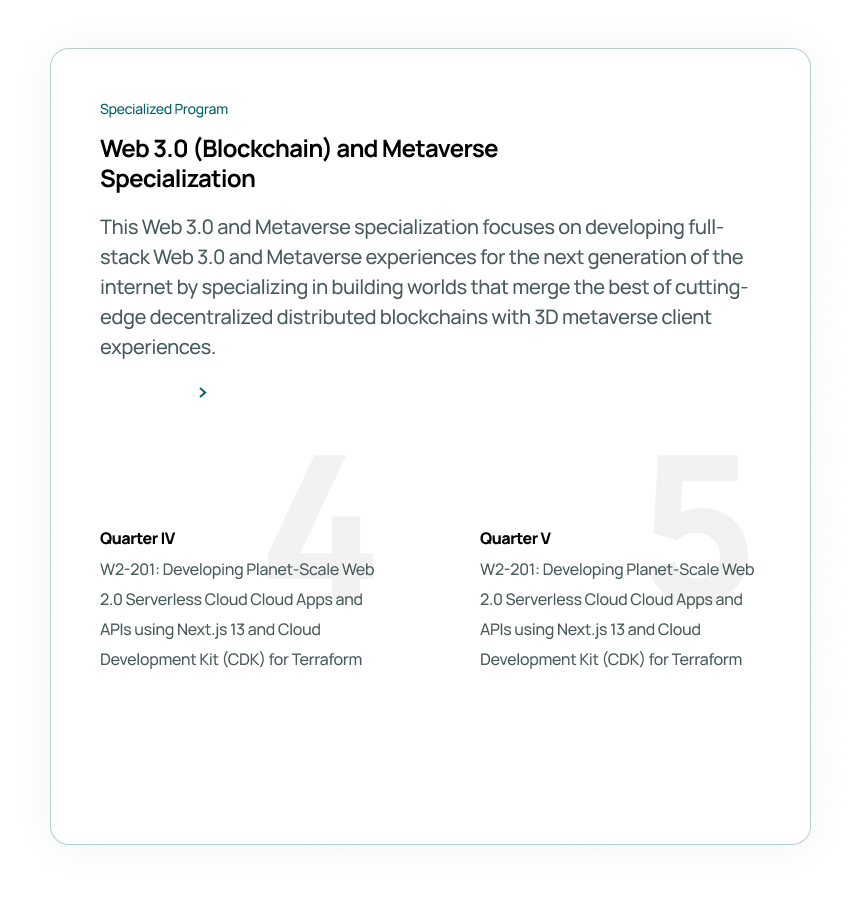 Specialized Program
Web 3.0 (Blockchain) and Metaverse
Specialization
This Web 3.0 and Metaverse specialization focuses on developing full-
stack Web 3.0 and Metaverse experiences for the next generation of the
internet by specializing in building worlds that merge the best of cutting-
edge decentralized distributed blockchains with 3D metaverse client
experiences.
4
Quarter IV
W2-201: Developing Planet-Scale Web
2.0 Serverless Cloud Cloud Apps and
APIs using Next.js 13 and Cloud
Development Kit (CDK) for Terraform
5
Quarter V
W2-201: Developing Planet-Scale Web
2.0 Serverless Cloud Cloud Apps and
APIs using Next.js 13 and Cloud
Development Kit (CDK) for Terraform